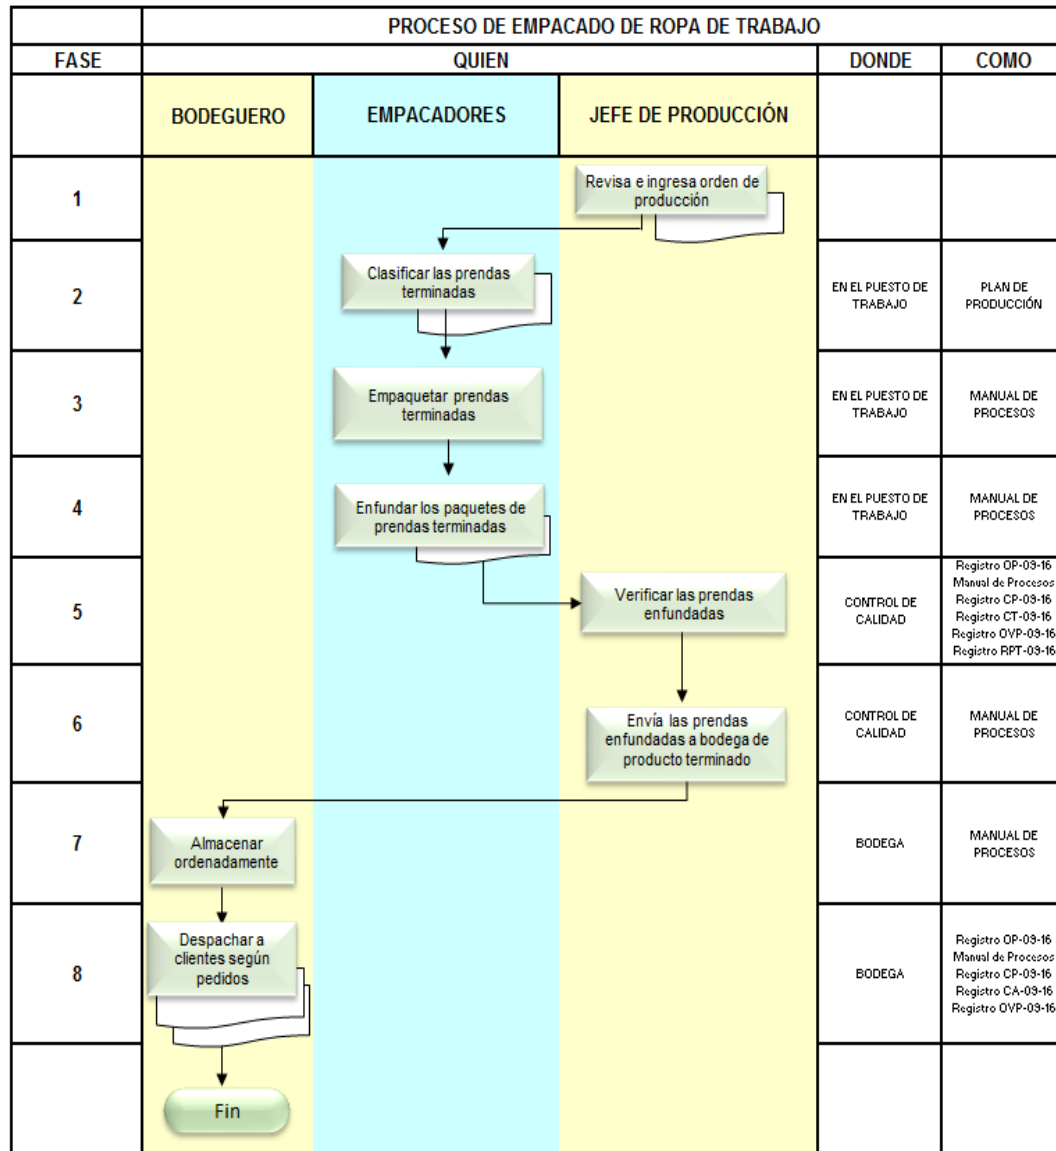 PROCESO DE EMPACADO DE ROPA DE TRABAJO
FASE
QUIEN
DONDE
COMO
BODEGUERO
EMPACADORES
JEFE DE PRODUCCIÓN
1
Revisa e ingresa orden de
producción
2
Clasificar las prendas
terminadas
EN EL PUESTO DE
TRABAJO
PLAN DE
PRODUCCIÓN
3
Empaquetar prendas
terminadas
EN EL PUESTO DE
TRABAJO
MANUAL DE
PROCESOS
4
Enfundar los paquetes de
prendas terminadas
EN EL PUESTO DE
TRABAJO
MANUAL DE
PROCESOS
5
Verificar las prendas
enfundadas
CONTROL DE
CALIDAD
Registro OP-09-16
Manual de Procesos
Registro CP-09-16
Registro CT-09-16
Registro OVP-09-16
Registro RPT-09-16
6
Envía las prendas
enfundadas a bodega de
producto terminado
CONTROL DE
CALIDAD
MANUAL DE
PROCESOS
7
Almacenar
ordenadamente
BODEGA
MANUAL DE
PROCESOS
8
Despachar a
clientes según
pedidos
BODEGA
Registro OP-09-16
Manual de Procesos
Registro CP-09-16
Registro CA-09-16
Registro OVP-09-16
Fin